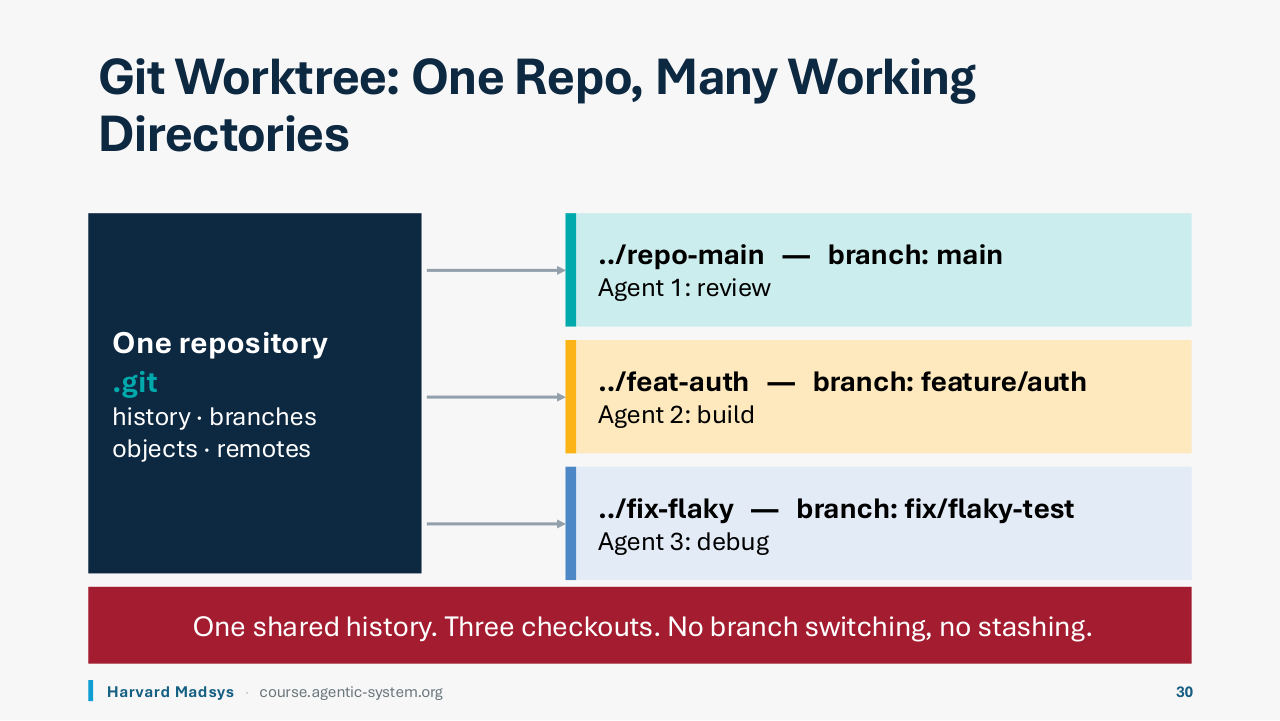 Git Worktree: One Repo, Many Working
Directories
One repository
.git
history · branches
objects · remotes
../repo-main — branch: main
Agent 1: review
../feat-auth — branch: feature/auth
Agent 2: build
../fix-flaky — branch: fix/flaky-test
Agent 3: debug
One shared history. Three checkouts. No branch switching, no stashing.
Harvard Madsys · course.agentic-system.org
30